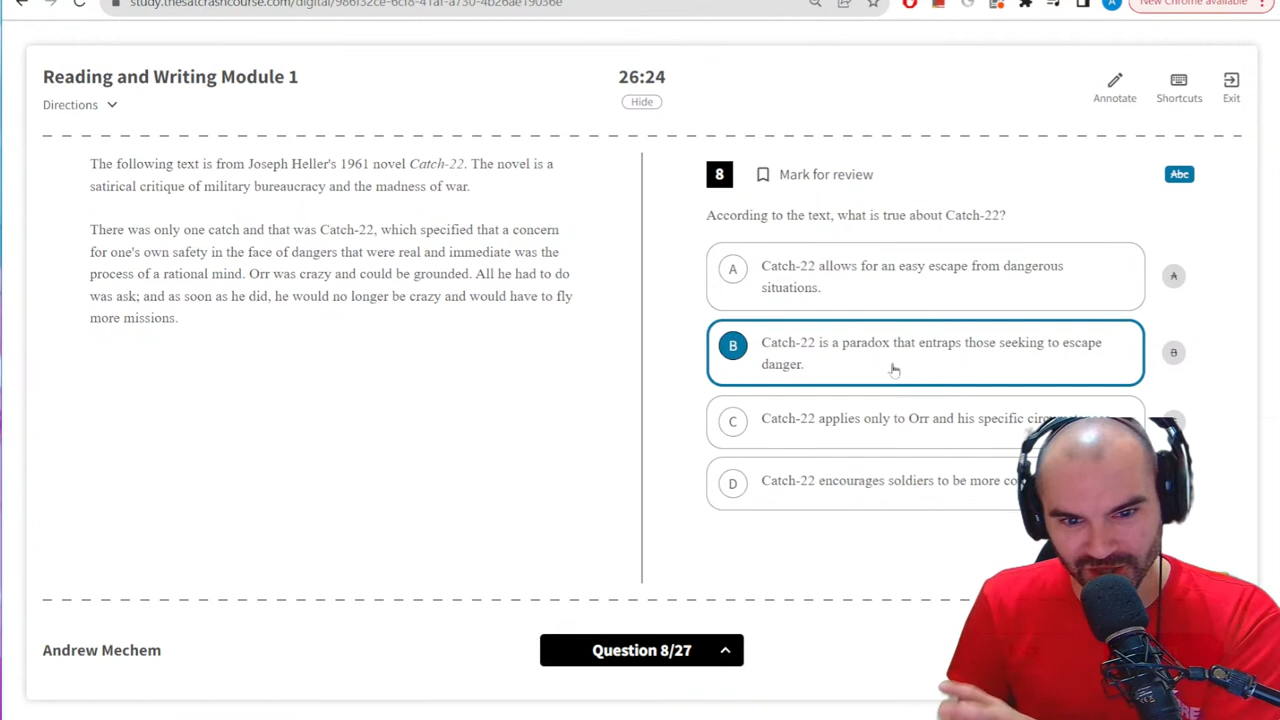 study.thesatcrashcourse.com/digital/986f32ce-6cf8-41af-a730-4b26ae19036e
New Chrome available
Reading and Writing Module 1
Directions
26:24
Hide
Annotate
Shortcuts
Exit
The following text is from Joseph Heller's 1961 novel Catch-22. The novel is a
satirical critique of military bureaucracy and the madness of war.
There was only one catch and that was Catch-22, which specified that a concern
for one's own safety in the face of dangers that were real and immediate was the
process of a rational mind. Orr was crazy and could be grounded. All he had to do
was ask; and as soon as he did, he would no longer be crazy and would have to fly
more missions.
8
Mark for review
Abc
According to the text, what is true about Catch-22?
A
Catch-22 allows for an easy escape from dangerous
situations.
A
B
Catch-22 is a paradox that entraps those seeking to escape
danger.
B
C
Catch-22 applies only to Orr and his specific
D
Catch-22 encourages soldiers to be more
Andrew Mechem
Question 8/27